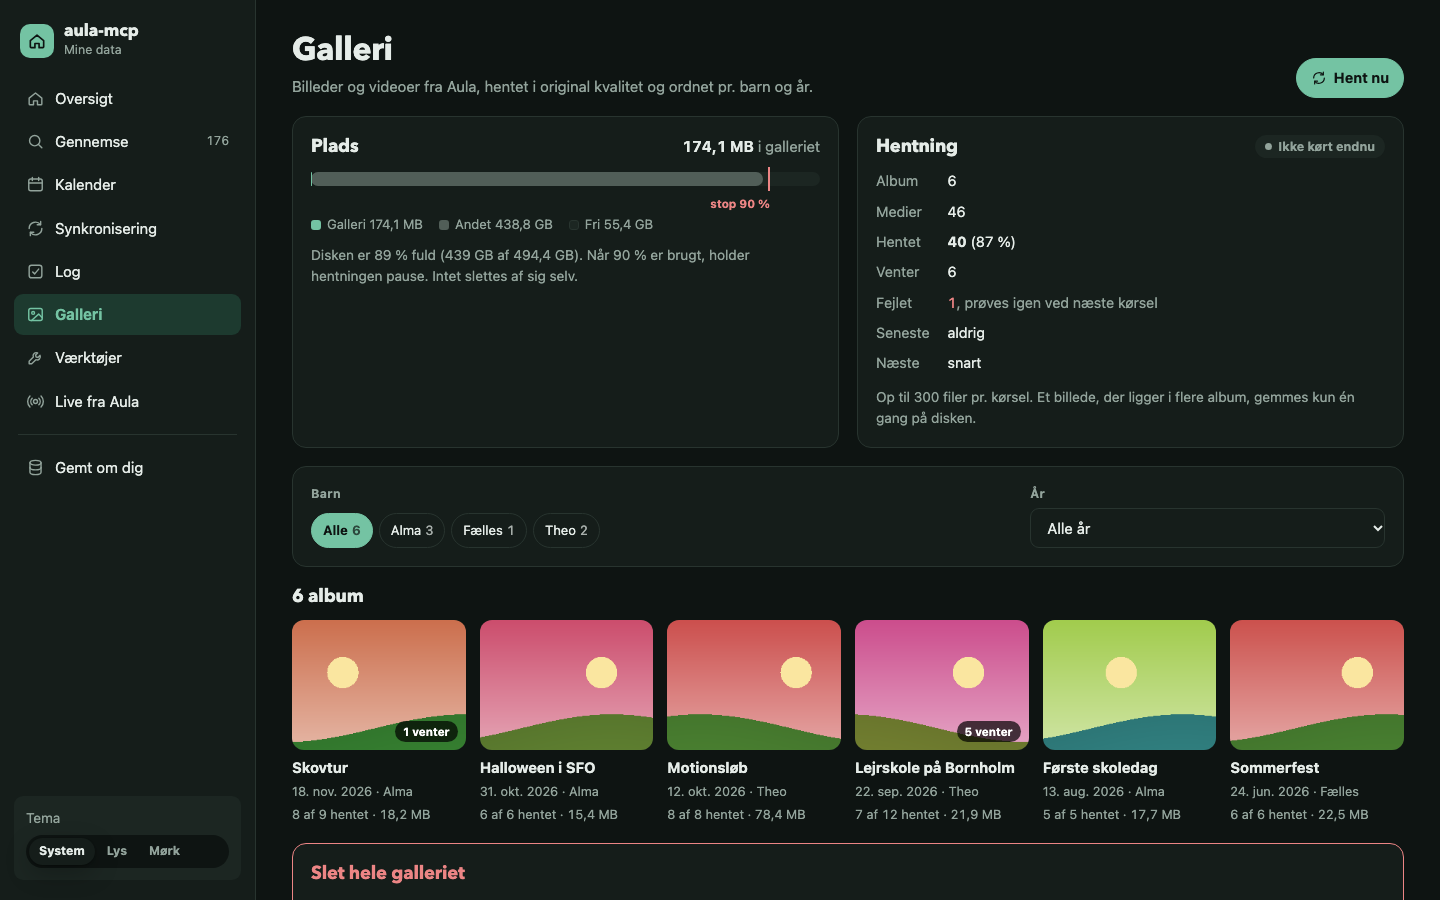 aula-mcp
Mine data
Oversigt
Gennemse 176
Kalender
Synkronisering
Log
Galleri
Værktøjer
Live fra Aula
Gemt om dig
Tema
System Lys Mørk
Galleri
Billeder og videoer fra Aula, hentet i original kvalitet og ordnet pr. barn og år.
Hent nu
Plads 174,1 MB i galleriet
stop 90 %
Galleri 174,1 MB Andet 438,8 GB Fri 55,4 GB
Disken er 89 % fuld (439 GB af 494,4 GB). Når 90 % er brugt, holder
hentningen pause. Intet slettes af sig selv.
Hentning Ikke kørt endnu
Album 6
Medier 46
Hentet 40 (87 %)
Venter 6
Fejlet 1, prøves igen ved næste kørsel
Seneste aldrig
Næste snart
Op til 300 filer pr. kørsel. Et billede, der ligger i flere album, gemmes kun én
gang på disken.
Barn
Alle 6 Alma 3 Fælles 1 Theo 2
År
Alle år
6 album
1 venter
Skovtur
18. nov. 2026 · Alma
8 af 9 hentet · 18,2 MB
Halloween i SFO
31. okt. 2026 · Alma
6 af 6 hentet · 15,4 MB
Motionsløb
12. okt. 2026 · Theo
8 af 8 hentet · 78,4 MB
5 venter
Lejrskole på Bornholm
22. sep. 2026 · Theo
7 af 12 hentet · 21,9 MB
Første skoledag
13. aug. 2026 · Alma
5 af 5 hentet · 17,7 MB
Sommerfest
24. jun. 2026 · Fælles
6 af 6 hentet · 22,5 MB
Slet hele galleriet